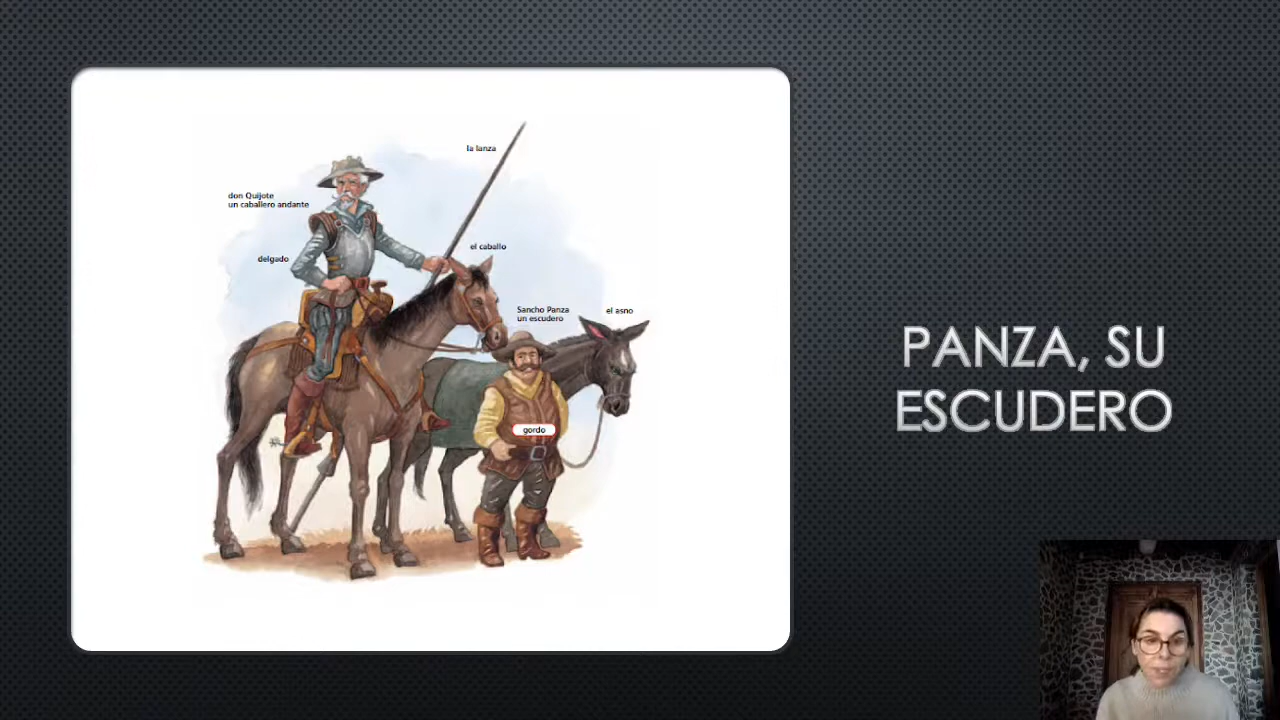 la lanza
don Quijote
un caballero andante
el caballo
delgado
Sancho Panza
un escudero
el asno
gordo
PANZA, SU
ESCUDERO